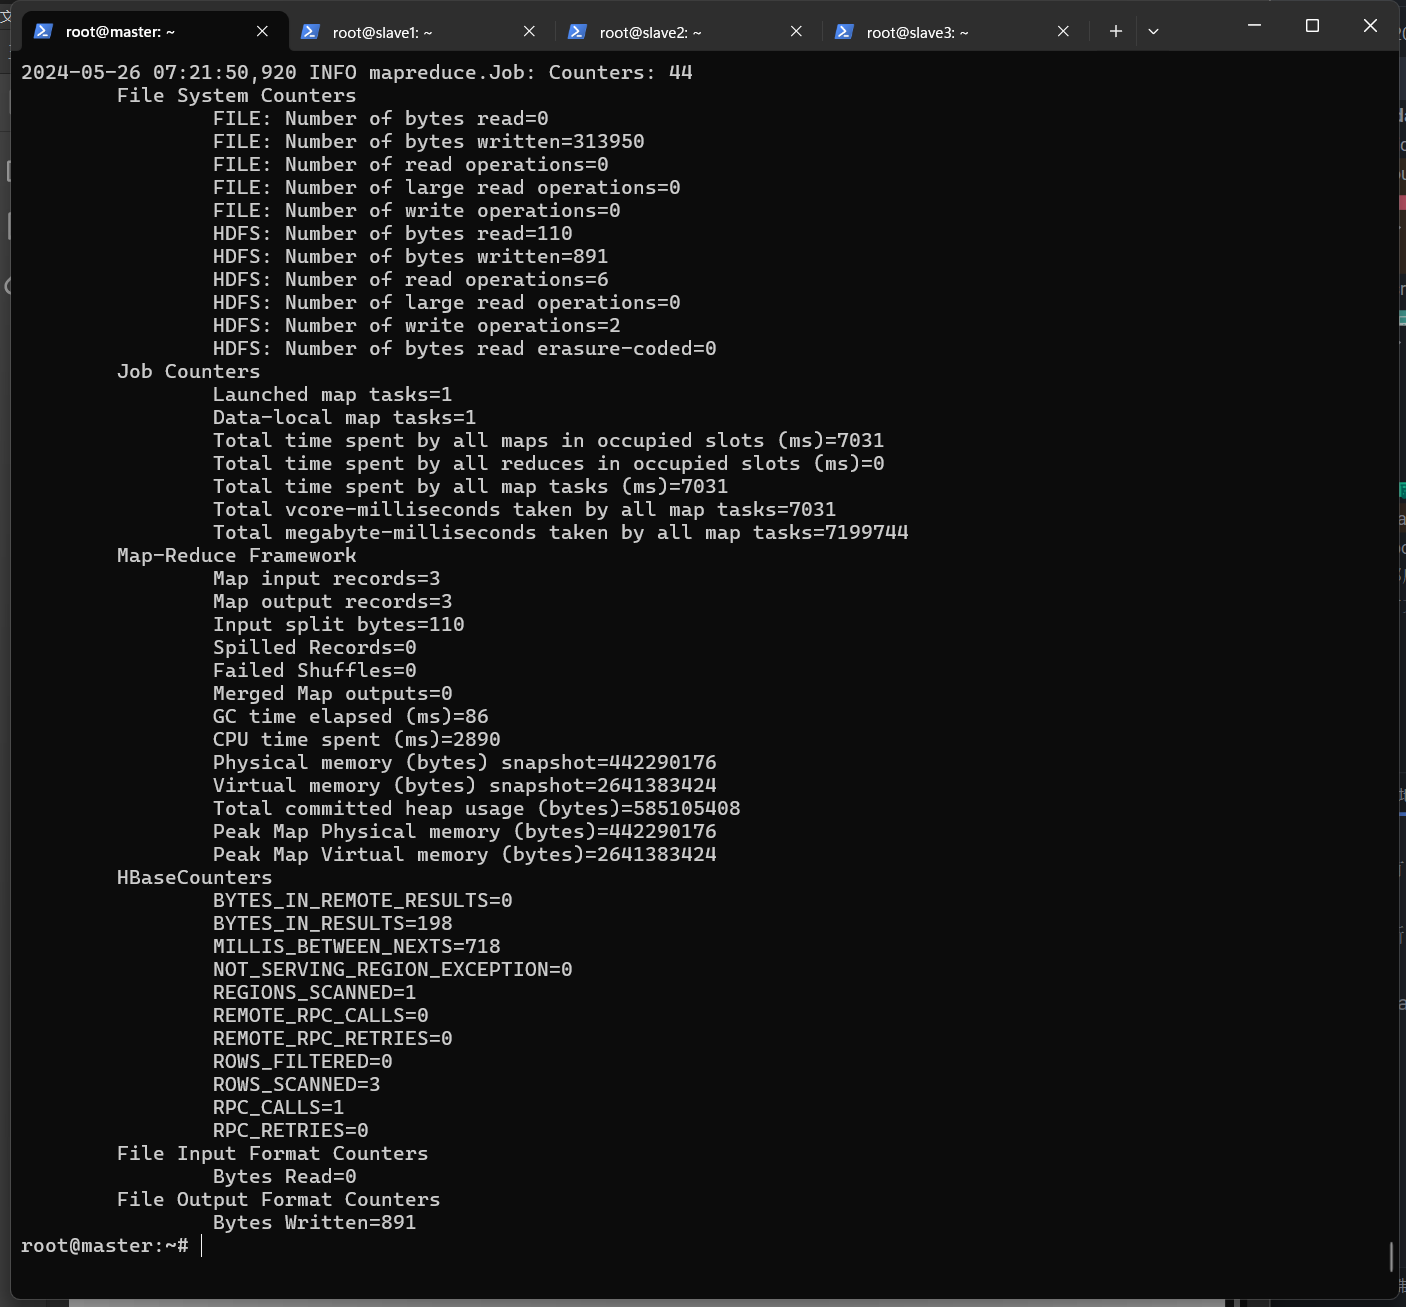 root@master: ~
root@slave1: ~
root@slave2: ~
root@slave3: ~
2024-05-26 07:21:50,920 INFO mapreduce.Job: Counters: 44
File System Counters
FILE: Number of bytes read=0
FILE: Number of bytes written=313950
FILE: Number of read operations=0
FILE: Number of large read operations=0
FILE: Number of write operations=0
HDFS: Number of bytes read=110
HDFS: Number of bytes written=891
HDFS: Number of read operations=6
HDFS: Number of large read operations=0
HDFS: Number of write operations=2
HDFS: Number of bytes read erasure-coded=0
Job Counters
Launched map tasks=1
Data-local map tasks=1
Total time spent by all maps in occupied slots (ms)=7031
Total time spent by all reduces in occupied slots (ms)=0
Total time spent by all map tasks (ms)=7031
Total vcore-milliseconds taken by all map tasks=7031
Total megabyte-milliseconds taken by all map tasks=7199744
Map-Reduce Framework
Map input records=3
Map output records=3
Input split bytes=110
Spilled Records=0
Failed Shuffles=0
Merged Map outputs=0
GC time elapsed (ms)=86
CPU time spent (ms)=2890
Physical memory (bytes) snapshot=442290176
Virtual memory (bytes) snapshot=2641383424
Total committed heap usage (bytes)=585105408
Peak Map Physical memory (bytes)=442290176
Peak Map Virtual memory (bytes)=2641383424
HBaseCounters
BYTES_IN_REMOTE_RESULTS=0
BYTES_IN_RESULTS=198
MILLIS_BETWEEN_NEXTS=718
NOT_SERVING_REGION_EXCEPTION=0
REGIONS_SCANNED=1
REMOTE_RPC_CALLS=0
REMOTE_RPC_RETRIES=0
ROWS_FILTERED=0
ROWS_SCANNED=3
RPC_CALLS=1
RPC_RETRIES=0
File Input Format Counters
Bytes Read=0
File Output Format Counters
Bytes Written=891
root@master:~#